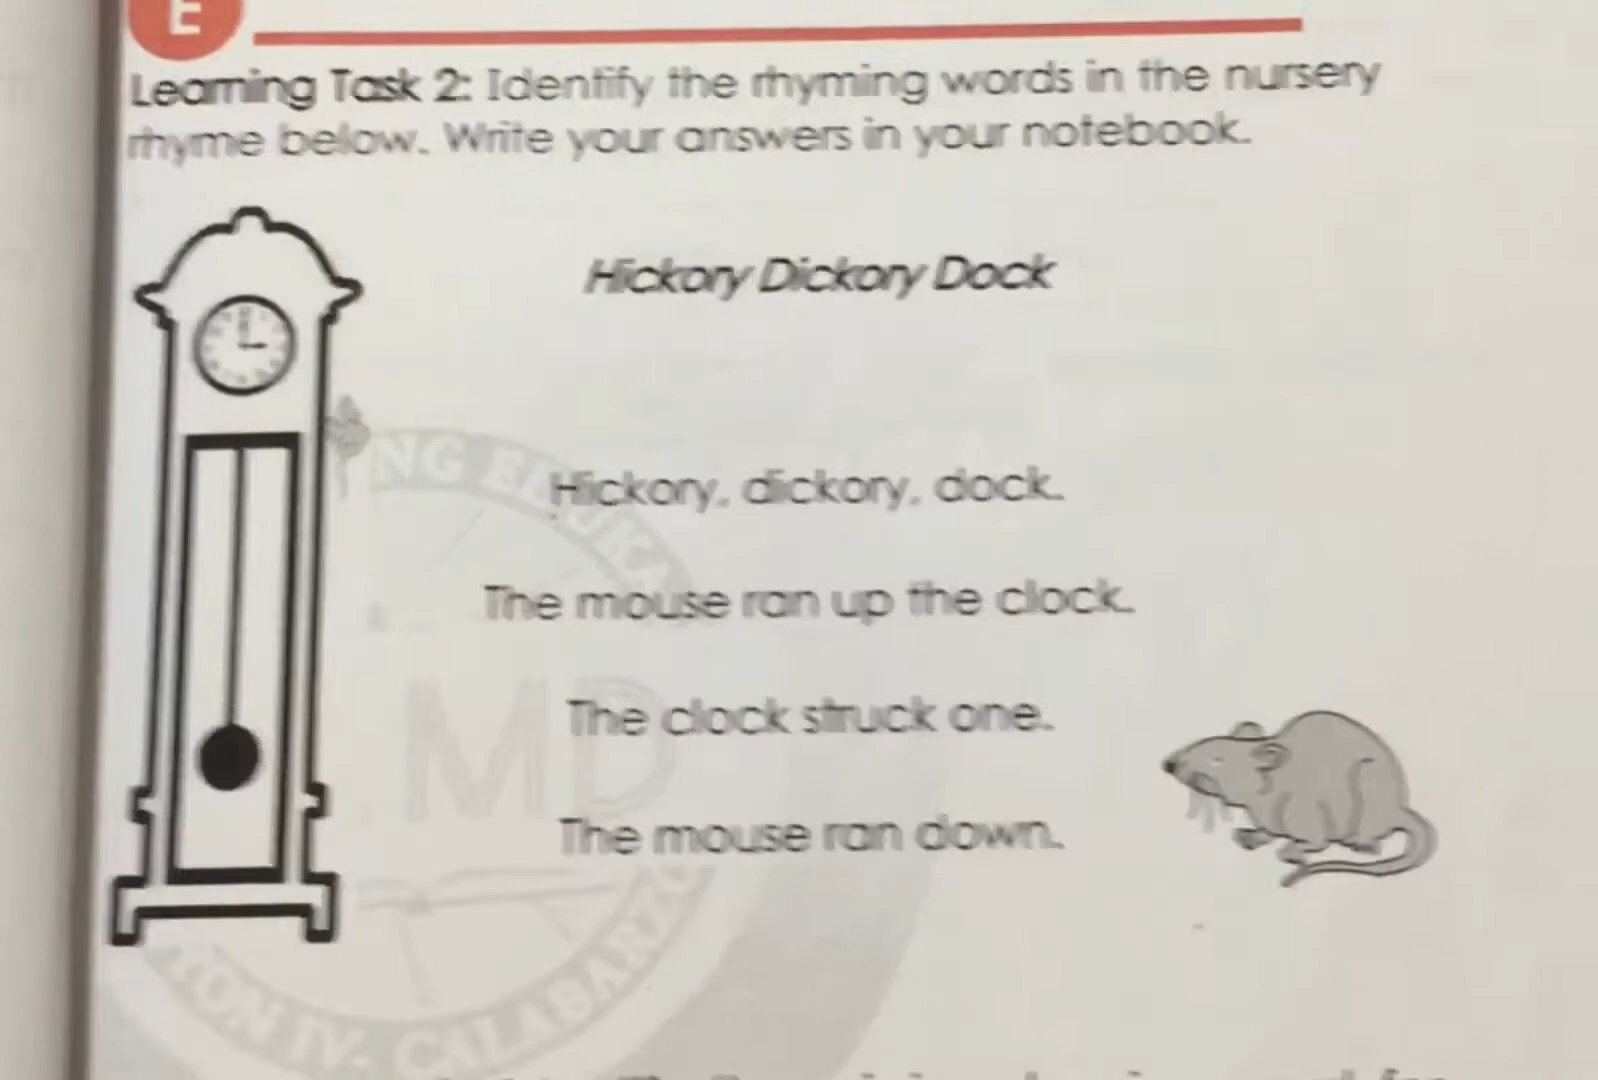 E
Learning Task 2: Identify the rhyming words in the nursery
rhyme below. Write your answers in your notebook.
Hickory Dickory Dock
Hickory, dickory, dock.
The mouse ran up the clock.
The clock struck one.
The mouse ran down.
MD
CALABARZO